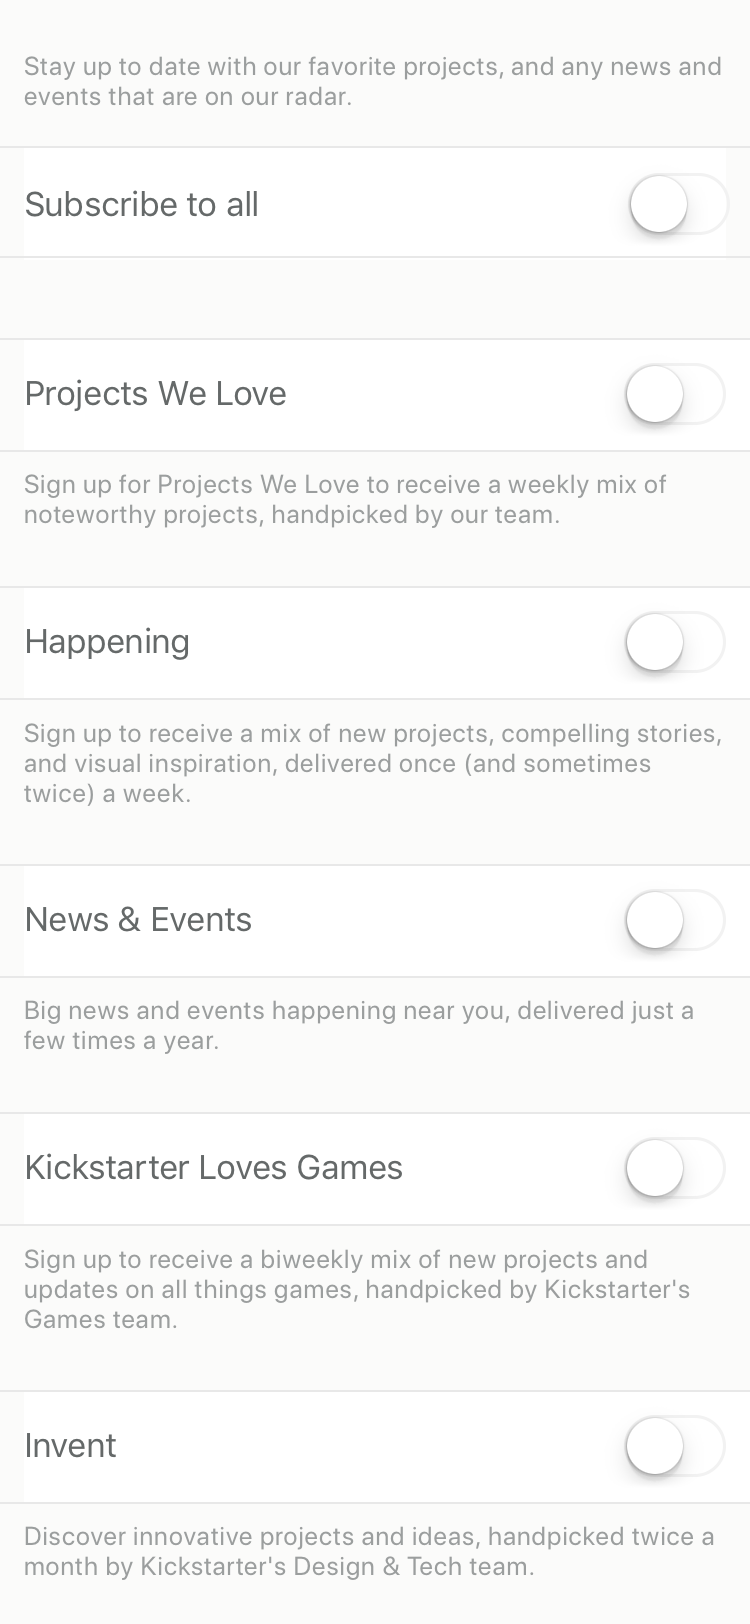 Stay up to date with our favorite projects, and any news and
events that are on our radar.
Subscribe to all
Projects We Love
Sign up for Projects We Love to receive a weekly mix of
noteworthy projects, handpicked by our team.
Happening
Sign up to receive a mix of new projects, compelling stories,
and visual inspiration, delivered once (and sometimes
twice) a week.
News & Events
Big news and events happening near you, delivered just a
few times a year.
Kickstarter Loves Games
Sign up to receive a biweekly mix of new projects and
updates on all things games, handpicked by Kickstarter's
Games team.
Invent
Discover innovative projects and ideas, handpicked twice a
month by Kickstarter's Design & Tech team.